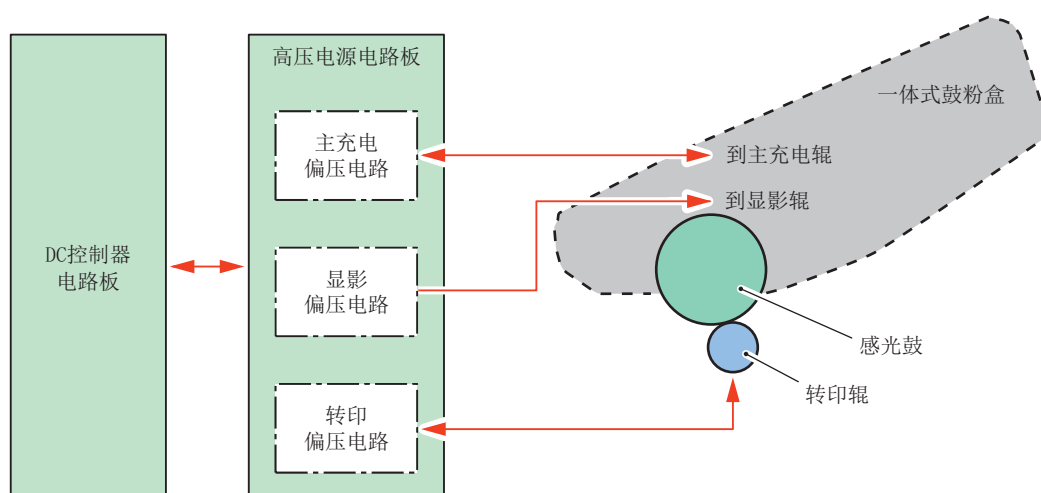 高压电源电路板
一体式鼓粉盒
主充电
偏压电路
到主充电辊
到显影辊
DC控制器
电路板
显影
偏压电路
感光鼓
转印辊
转印
偏压电路